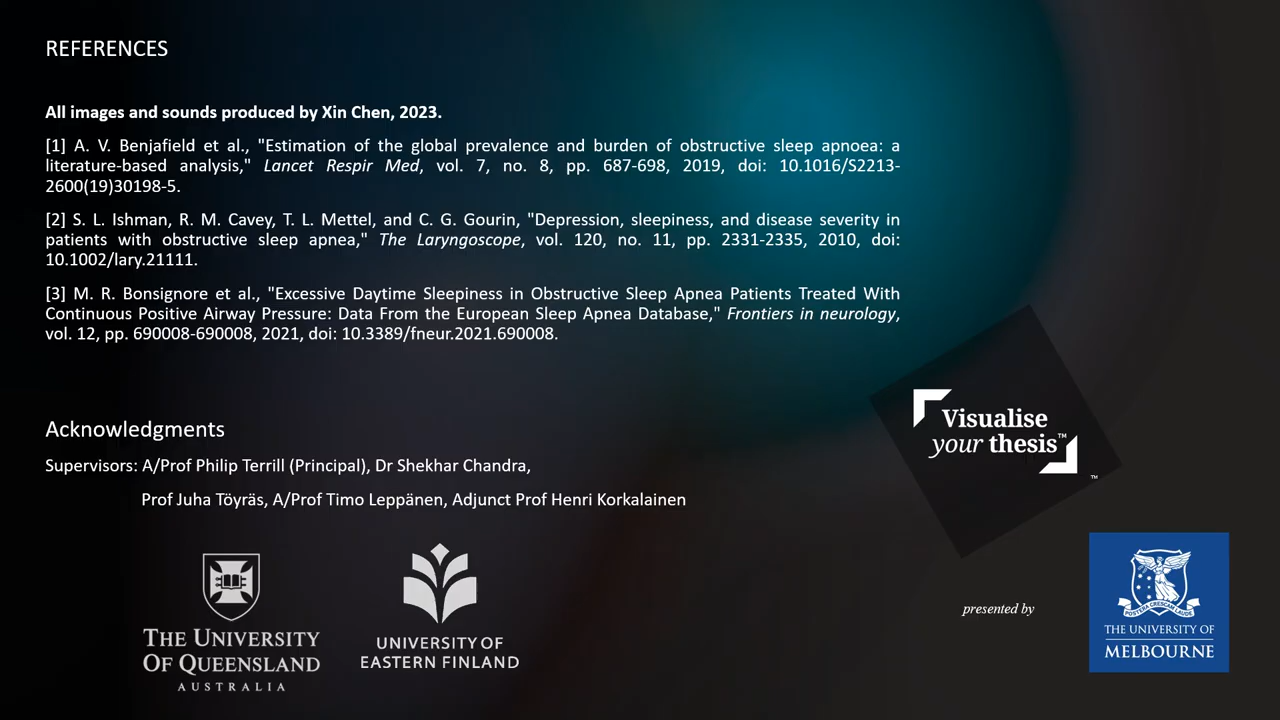 REFERENCES
All images and sounds produced by Xin Chen, 2023.
[1] A. V. Benjafield et al., "Estimation of the global prevalence and burden of obstructive sleep apnoea: a
literature-based analysis," Lancet Respir Med, vol. 7, no. 8, pp. 687-698, 2019, doi: 10.1016/S2213-
2600(19)30198-5.
[2] S. L. Ishman, R. M. Cavey, T. L. Mettel, and C. G. Gourin, "Depression, sleepiness, and disease severity in
patients with obstructive sleep apnea," The Laryngoscope, vol. 120, no. 11, pp. 2331-2335, 2010, doi:
10.1002/lary.21111.
[3] M. R. Bonsignore et al., "Excessive Daytime Sleepiness in Obstructive Sleep Apnea Patients Treated With
Continuous Positive Airway Pressure: Data From the European Sleep Apnea Database," Frontiers in neurology,
vol. 12, pp. 690008-690008, 2021, doi: 10.3389/fneur.2021.690008.
Visualise
your thesis™
™
Acknowledgments
Supervisors: A/Prof Philip Terrill (Principal), Dr Shekhar Chandra,
Prof Juha Töyräs, A/Prof Timo Leppänen, Adjunct Prof Henri Korkalainen
THE UNIVERSITY
OF QUEENSLAND
AUSTRALIA
UNIVERSITY OF
EASTERN FINLAND
presented by
POSTERA CRESCAM LAUDE
THE UNIVERSITY OF
MELBOURNE